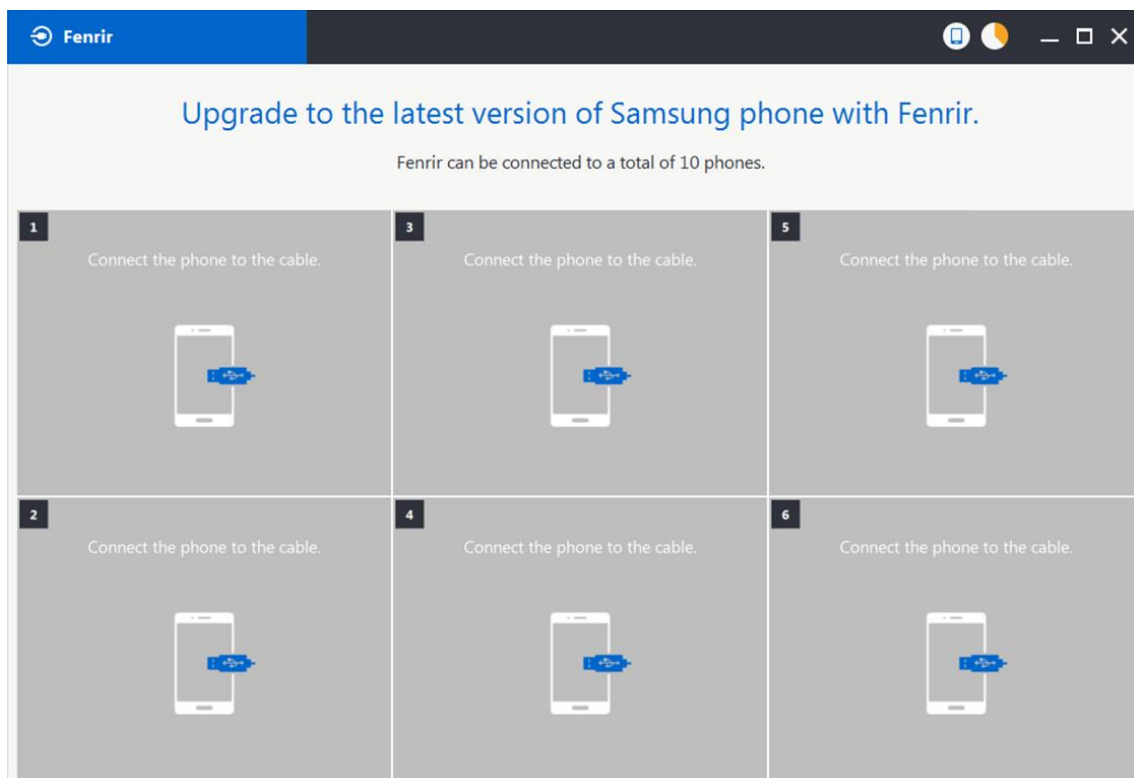 Fenrir
Upgrade to the latest version of Samsung phone with Fenrir.
Fenrir can be connected to a total of 10 phones.
1
Connect the phone to the cable.
3
Connect the phone to the cable.
5
Connect the phone to the cable.
2
Connect the phone to the cable.
4
Connect the phone to the cable.
6
Connect the phone to the cable.